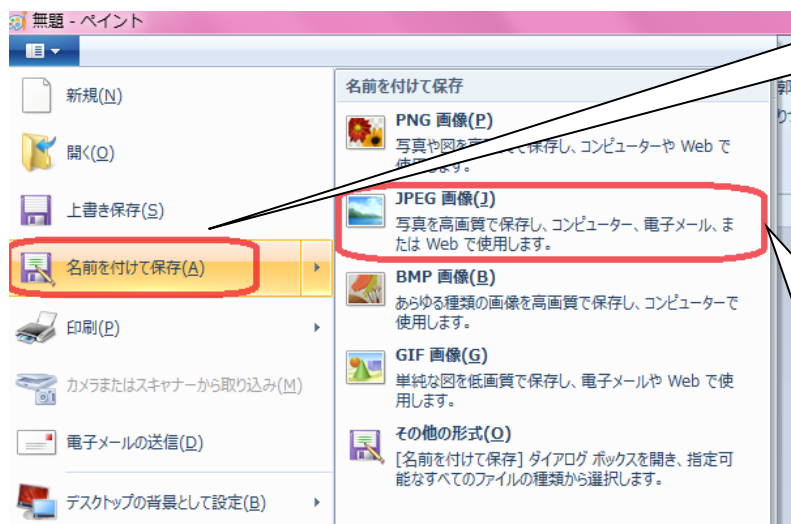 無題 - ペイント
新規(N)
開く(O)
上書き保存(S)
名前を付けて保存(A)
印刷(P)
カメラまたはスキャナーから取り込み(M)
電子メールの送信(D)
デスクトップの背景として設定(B)
名前を付けて保存
PNG 画像(P)
写真や図を高画質で保存し、コンピューターや Web で
使用します。
JPEG 画像(J)
写真を高画質で保存し、コンピューター、電子メール、ま
たは Web で使用します。
BMP 画像(B)
あらゆる種類の画像を高画質で保存し、コンピューターで
使用します。
GIF 画像(G)
単純な図を低画質で保存し、電子メールや Web で使
用します。
その他の形式(O)
[名前を付けて保存] ダイアログ ボックスを開き、指定可
能なすべてのファイルの種類から選択します。